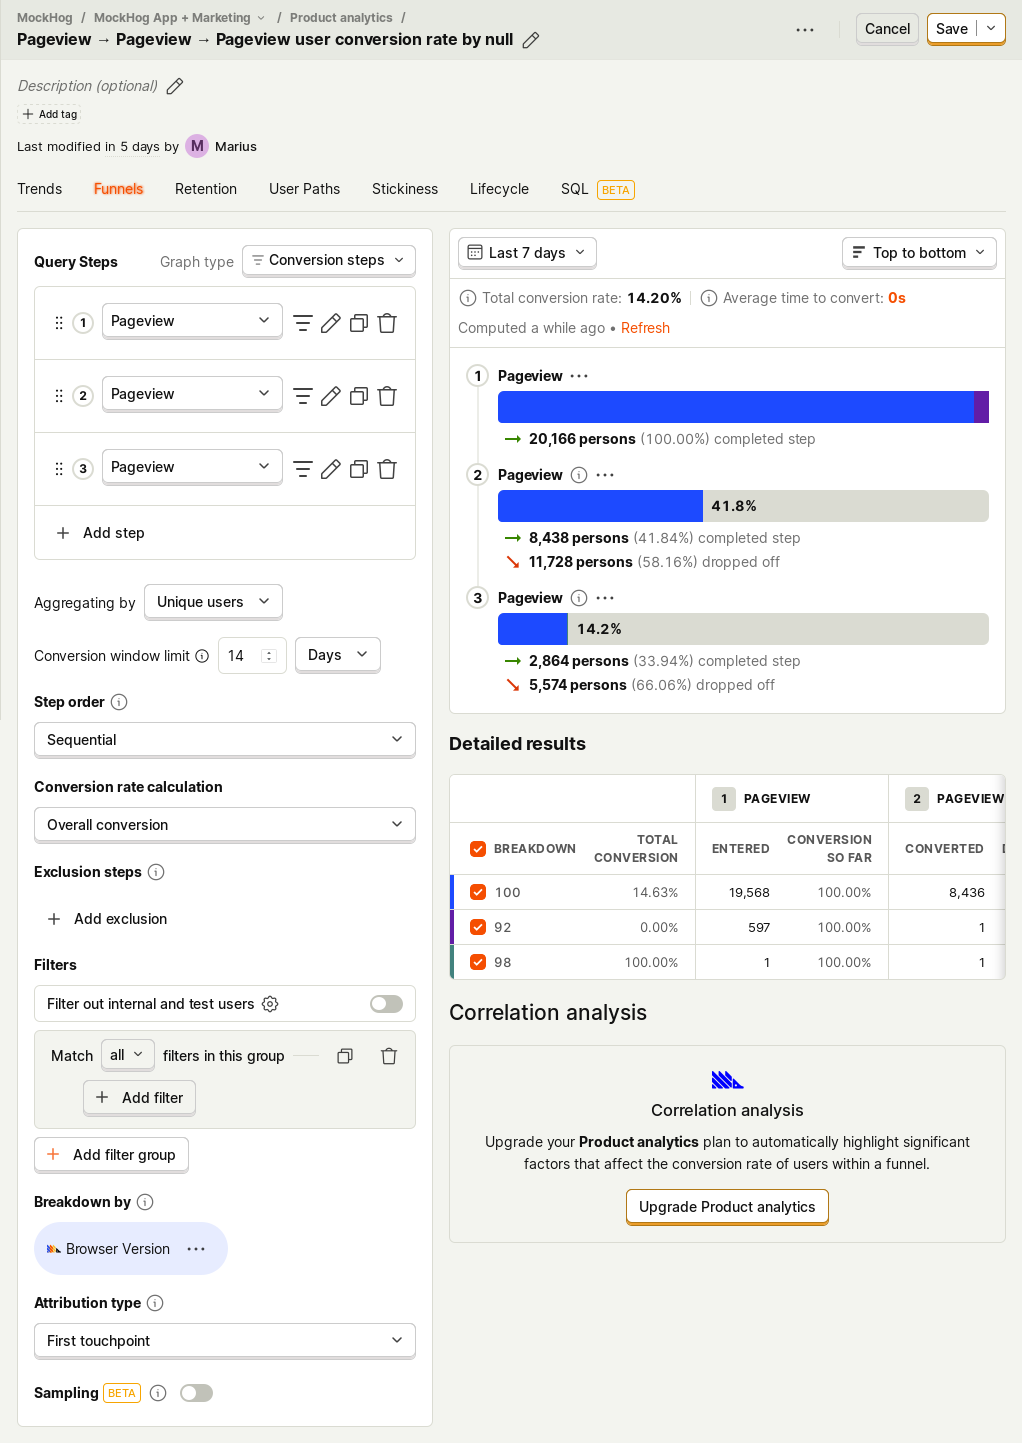 MockHog / MockHog App + Marketing / Product analytics /
Pageview → Pageview → Pageview user conversion rate by null
Cancel
Save
Description (optional)
Add tag
Last modified in 5 days by M Marius
Trends Funnels Retention User Paths Stickiness Lifecycle SQL BETA
Query Steps Graph type Conversion steps
1 Pageview
2 Pageview
3 Pageview
Add step
Aggregating by Unique users
Conversion window limit 14 Days
Step order
Sequential
Conversion rate calculation
Overall conversion
Exclusion steps
Add exclusion
Filters
Filter out internal and test users
Match all filters in this group
Add filter
Add filter group
Breakdown by
Browser Version
Attribution type
First touchpoint
Sampling BETA
Last 7 days Top to bottom
Total conversion rate: 14.20% Average time to convert: 0s
Computed a while ago • Refresh
1 Pageview
20,166 persons (100.00%) completed step
2 Pageview
41.8%
8,438 persons (41.84%) completed step
11,728 persons (58.16%) dropped off
3 Pageview
14.2%
2,864 persons (33.94%) completed step
5,574 persons (66.06%) dropped off
Detailed results
1 PAGEVIEW 2 PAGEVIEW
BREAKDOWN TOTAL CONVERSION ENTERED CONVERSION SO FAR CONVERTED
100 14.63% 19,568 100.00% 8,436
92 0.00% 597 100.00% 1
98 100.00% 1 100.00% 1
Correlation analysis
Correlation analysis
Upgrade your Product analytics plan to automatically highlight significant
factors that affect the conversion rate of users within a funnel.
Upgrade Product analytics